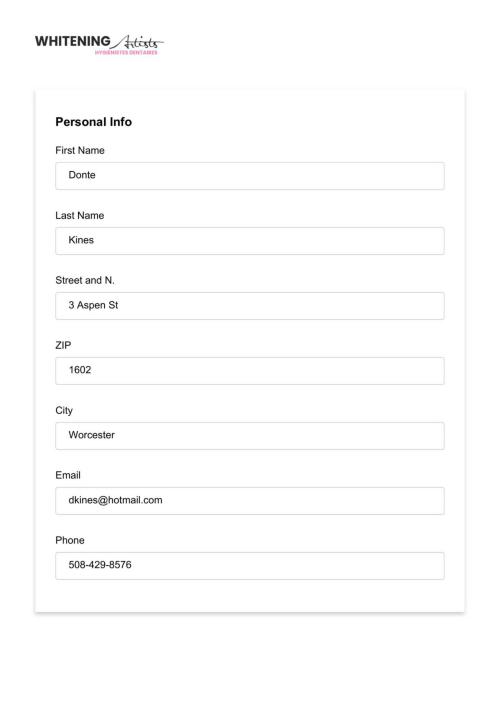 WHITENING Artists
HYGIÉNISTES DENTAIRES
Personal Info
First Name
Donte
Last Name
Kines
Street and N.
3 Aspen St
ZIP
1602
City
Worcester
Email
dkines@hotmail.com
Phone
508-429-8576